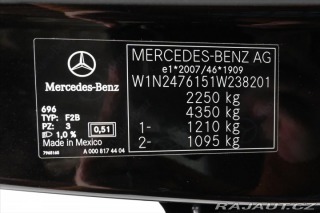 Mercedes-Benz
696
TYP: F2B
PZ: 3
1,0 %
0,51
Made in Mexico
A 000 817 44 04
MERCEDES-BENZ AG
e1*2007/46*1909
W1N2476151W238201
2250 kg
4350 kg
1- 1210 kg
2- 1095 kg
RAJAUT.CZ